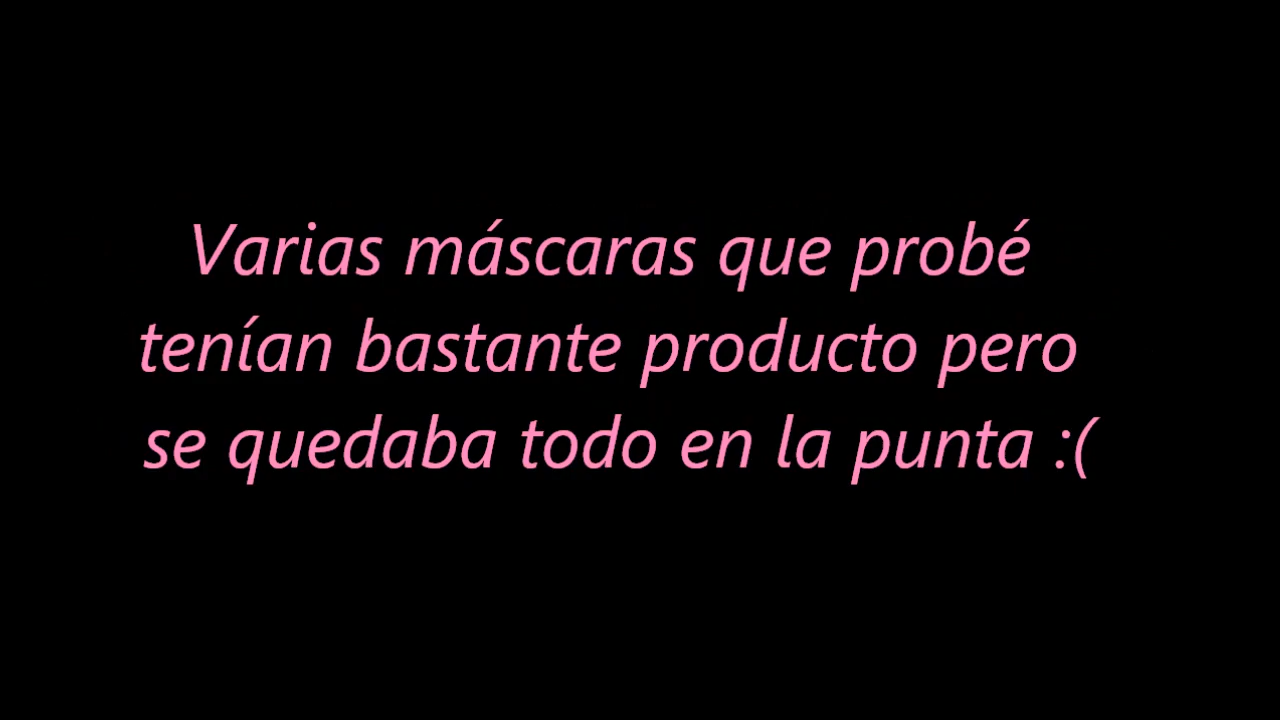 Varias máscaras que probé
tenían bastante producto pero
se quedaba todo en la punta :(